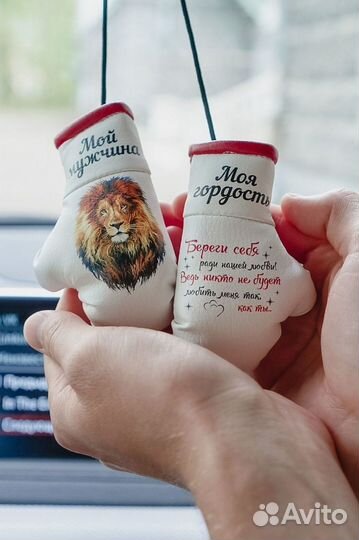 Мой
мужчина
Моя
гордость
Береги себя
ради нашей любви!
Ведь никто не будет
любить меня так,
как ты...
Avito